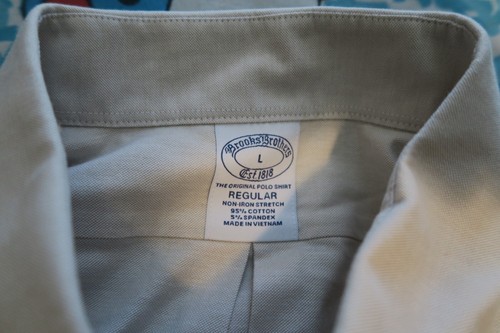 Brooks Brothers
L
Est 1818
THE ORIGINAL POLO SHIRT
REGULAR
NON-IRON STRETCH
95% COTTON
5% SPANDEX
MADE IN VIETNAM